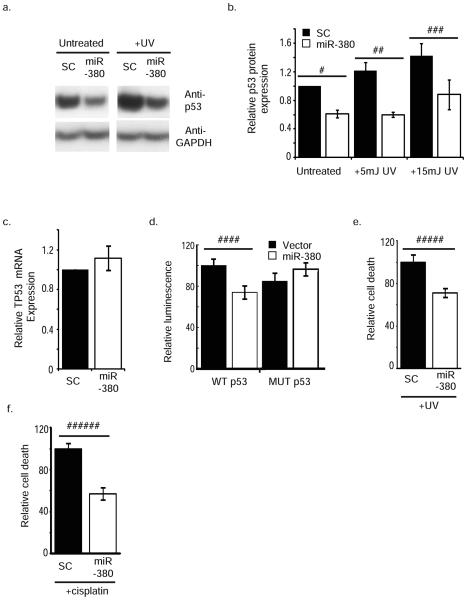 a.
Untreated
+UV
SC
miR
-380
SC
miR
-380
Anti-
p53
Anti-
GAPDH
b.
SC
miR-380
Relative p53 protein
expression
1.6
1.2
0.8
0.4
0
#
##
###
Untreated
+5mJ UV
+15mJ UV
c.
Relative TP53 mRNA
Expression
1.2
0.8
0.4
0
SC
miR
-380
d.
Vector
miR-380
Relative luminescence
120
80
40
0
####
WT p53
MUT p53
e.
Relative cell death
120
80
40
0
#####
SC
miR
-380
+UV
f.
Relative cell death
120
80
40
0
######
SC
miR
-380
+cisplatin